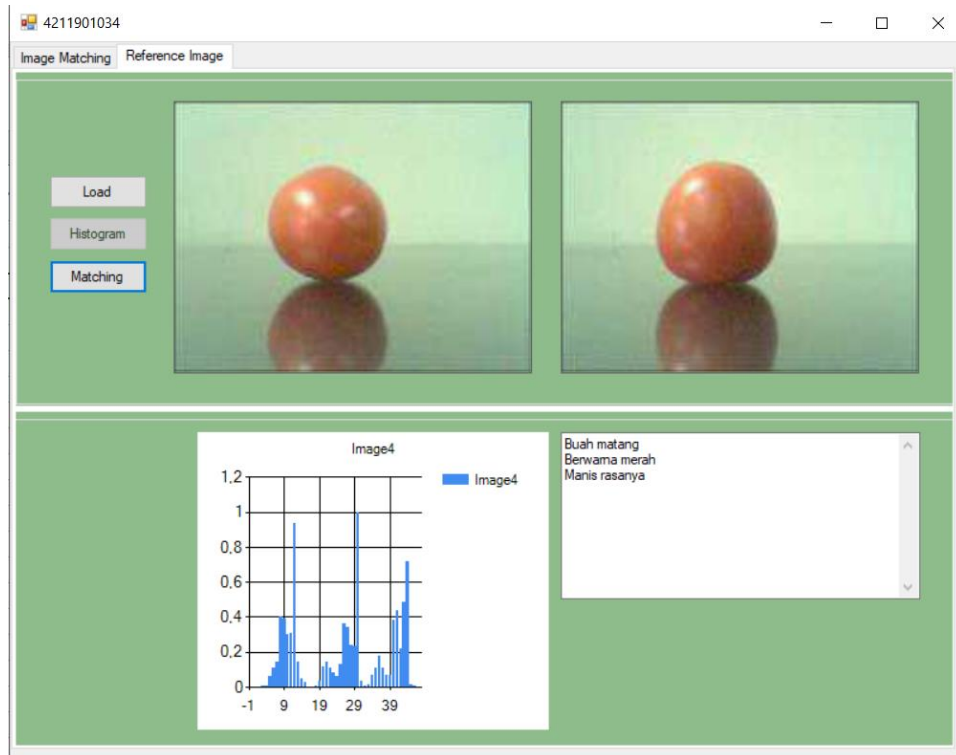 4211901034
Image Matching
Reference Image
Load
Histogram
Matching
Image4
Image4
1,2
1
0,8
0,6
0,4
0,2
0
-1 9 19 29 39
Buah matang
Berwarna merah
Manis rasanya